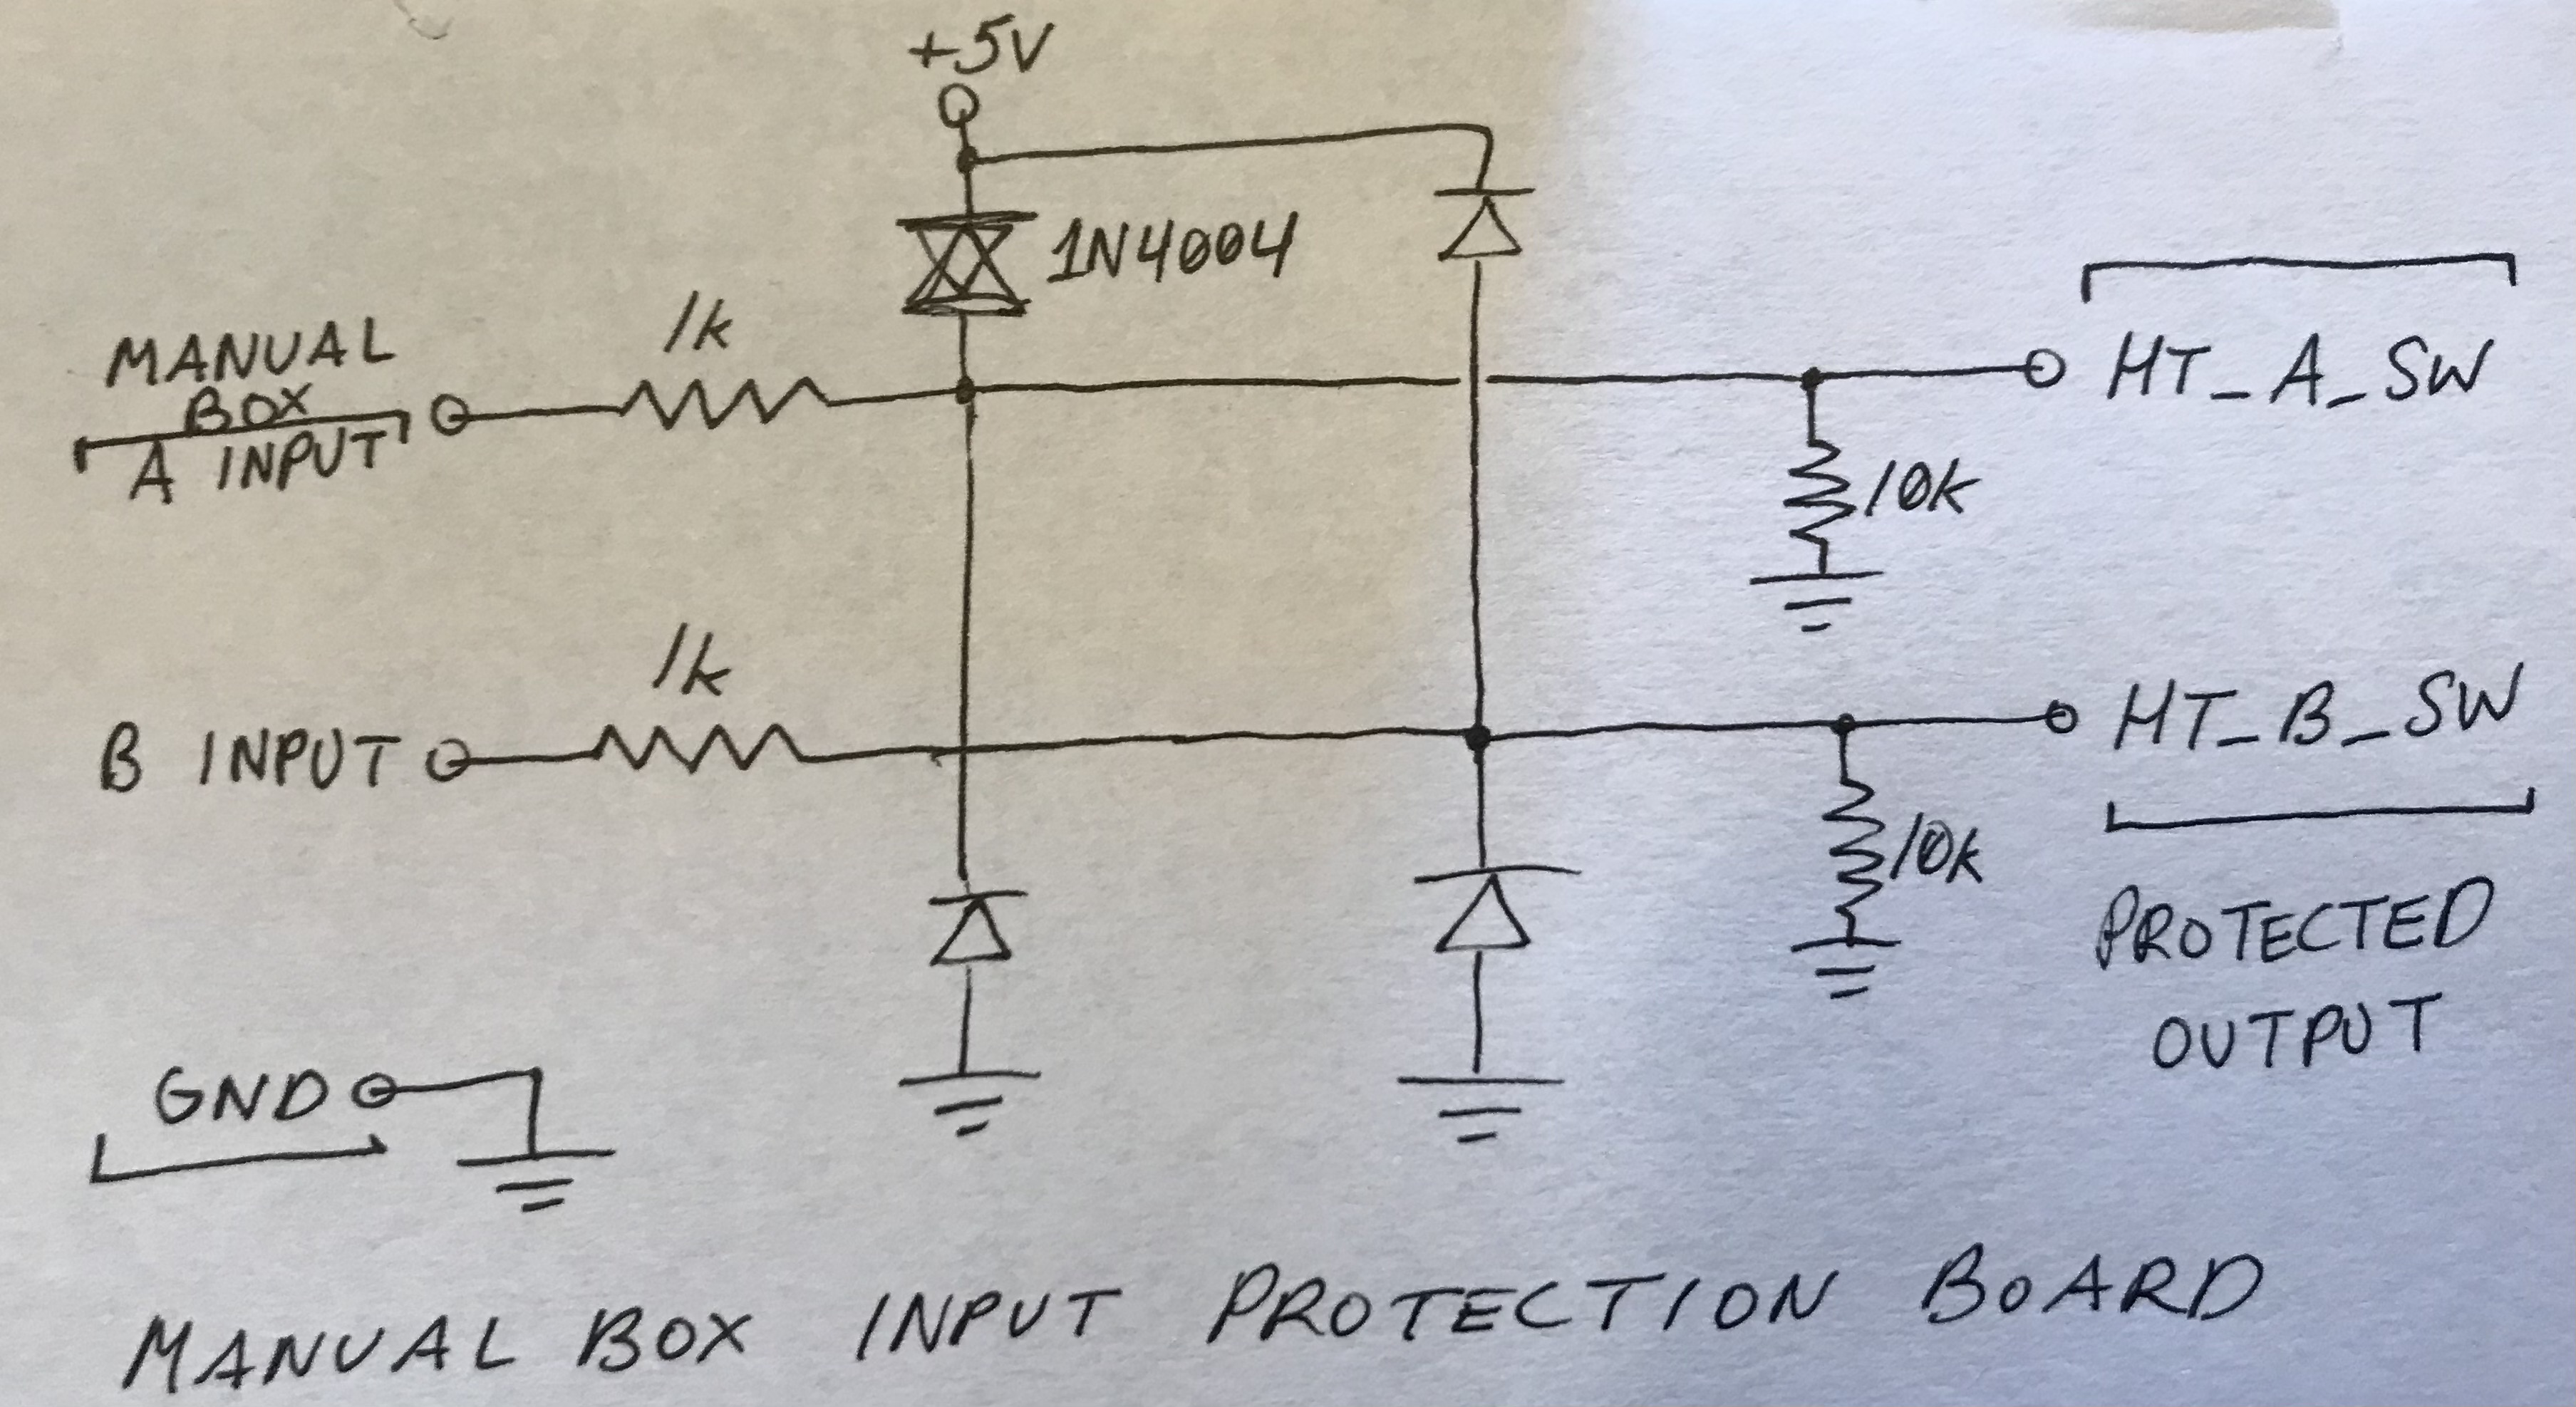 +5V
1N4004
MANUAL
BOX
A INPUT
1k
HT_A_SW
10k
1k
B INPUT
HT_B_SW
10k
PROTECTED
OUTPUT
GND
MANUAL BOX INPUT PROTECTION BOARD